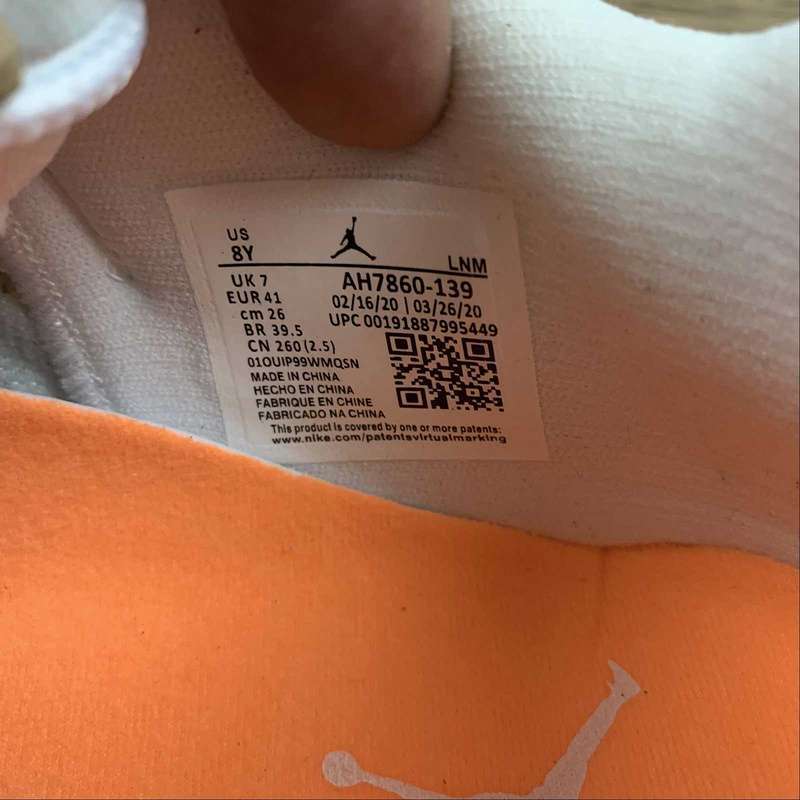 US
8Y
LNM
UK 7
EUR 41
cm 26
BR 39.5
CN 260 (2.5)
AH7860-139
02/16/20 | 03/26/20
UPC 00191887995449
01OUIP99WMQSN
MADE IN CHINA
HECHO EN CHINA
FABRIQUE EN CHINE
FABRICADO NA CHINA
This product is covered by one or more patents:
www.nike.com/patentsvirtualmarking